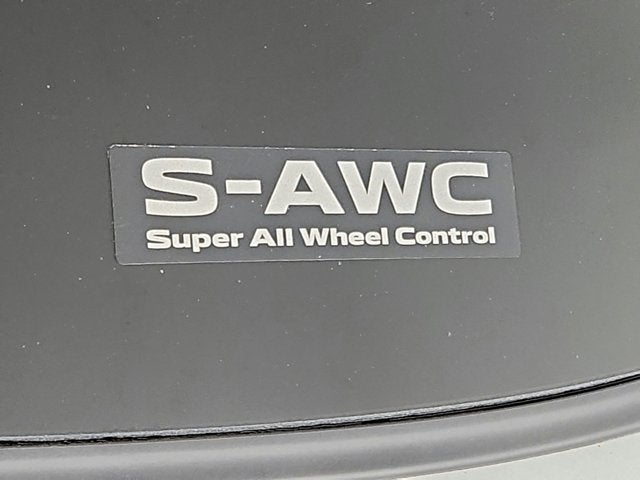 S-AWC
Super All Wheel Control